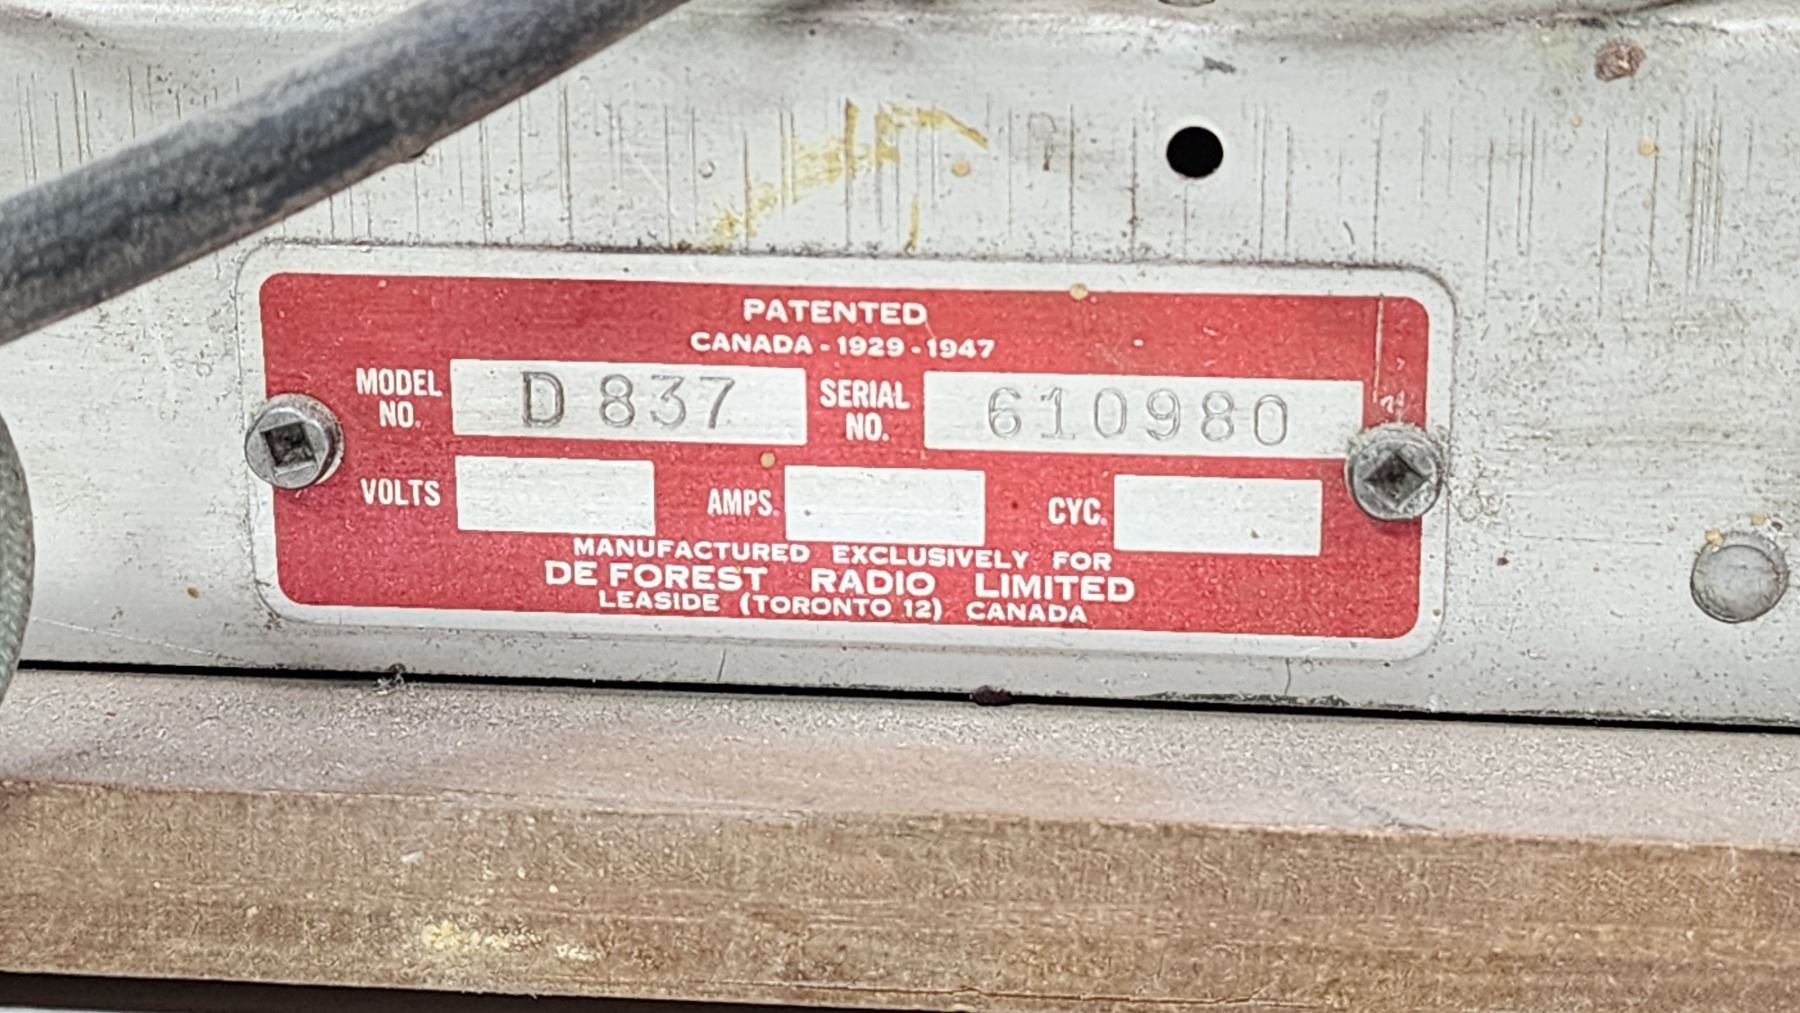 PATENTED
CANADA - 1929 - 1947
MODEL NO. D 837 SERIAL NO. 610980
VOLTS AMPS. CYC.
MANUFACTURED EXCLUSIVELY FOR
DE FOREST RADIO LIMITED
LEASIDE (TORONTO 12) CANADA